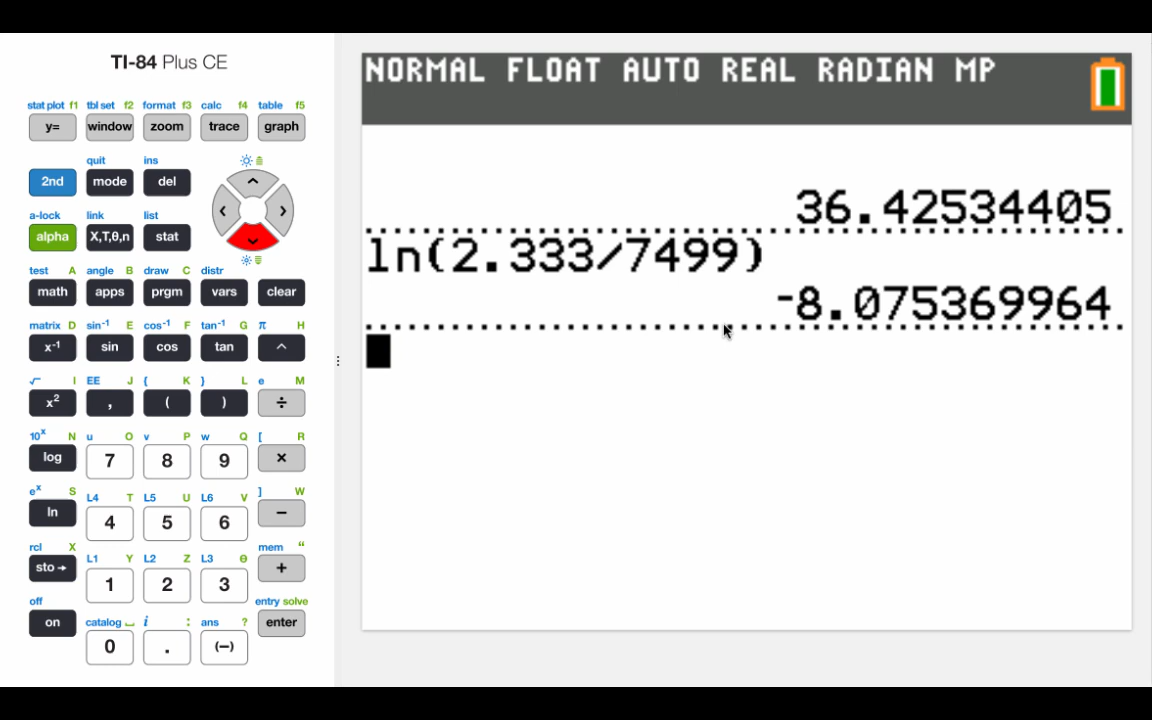 TI-84 Plus CE
NORMAL FLOAT AUTO REAL RADIAN MP
stat plot f1 tbl set f2 format f3 calc f4 table f5
y= window zoom trace graph
quit ins
2nd mode del
a-lock link list
alpha X,T,θ,n stat
test A angle B draw C distr
math apps prgm vars clear
matrix D sin⁻¹ E cos⁻¹ F tan⁻¹ G π H
x⁻¹ sin cos tan ^
√ I EE J { K } L e M
x² , ( ) ÷
10ˣ N u O v P w Q [ R
log 7 8 9 ×
eˣ S L4 T L5 U L6 V ] W
ln 4 5 6 −
rcl X L1 Y L2 Z L3 θ mem “
sto→ 1 2 3 +
off catalog ⎵ i : ans ? entry solve
on 0 . (−) enter
36.42534405
ln(2.333/7499)
-8.075369964